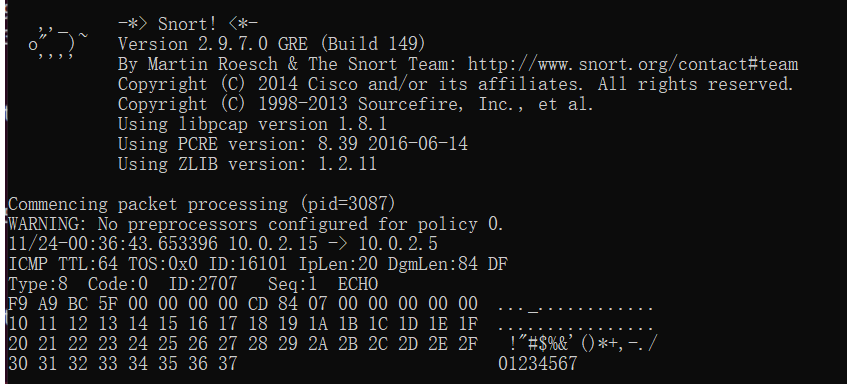 ,,_     -*> Snort! <*-
o"  )~   Version 2.9.7.0 GRE (Build 149)
''''    By Martin Roesch & The Snort Team: http://www.snort.org/contact#team
Copyright (C) 2014 Cisco and/or its affiliates. All rights reserved.
Copyright (C) 1998-2013 Sourcefire, Inc., et al.
Using libpcap version 1.8.1
Using PCRE version: 8.39 2016-06-14
Using ZLIB version: 1.2.11
Commencing packet processing (pid=3087)
WARNING: No preprocessors configured for policy 0.
11/24-00:36:43.653396 10.0.2.15 -> 10.0.2.5
ICMP TTL:64 TOS:0x0 ID:16101 IpLen:20 DgmLen:84 DF
Type:8  Code:0  ID:2707   Seq:1  ECHO
F9 A9 BC 5F 00 00 00 00 CD 84 07 00 00 00 00 00  ..._............
10 11 12 13 14 15 16 17 18 19 1A 1B 1C 1D 1E 1F  ................
20 21 22 23 24 25 26 27 28 29 2A 2B 2C 2D 2E 2F   !"#$%&'()*+,-./
30 31 32 33 34 35 36 37                          01234567